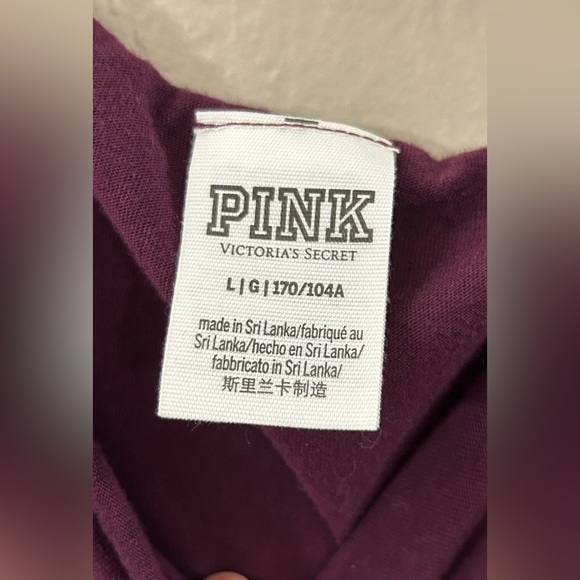 PINK
VICTORIA'S SECRET
L|G|170/104A
made in Sri Lanka/fabriqué au
Sri Lanka/hecho en Sri Lanka/
fabbricato in Sri Lanka/
斯里兰卡制造